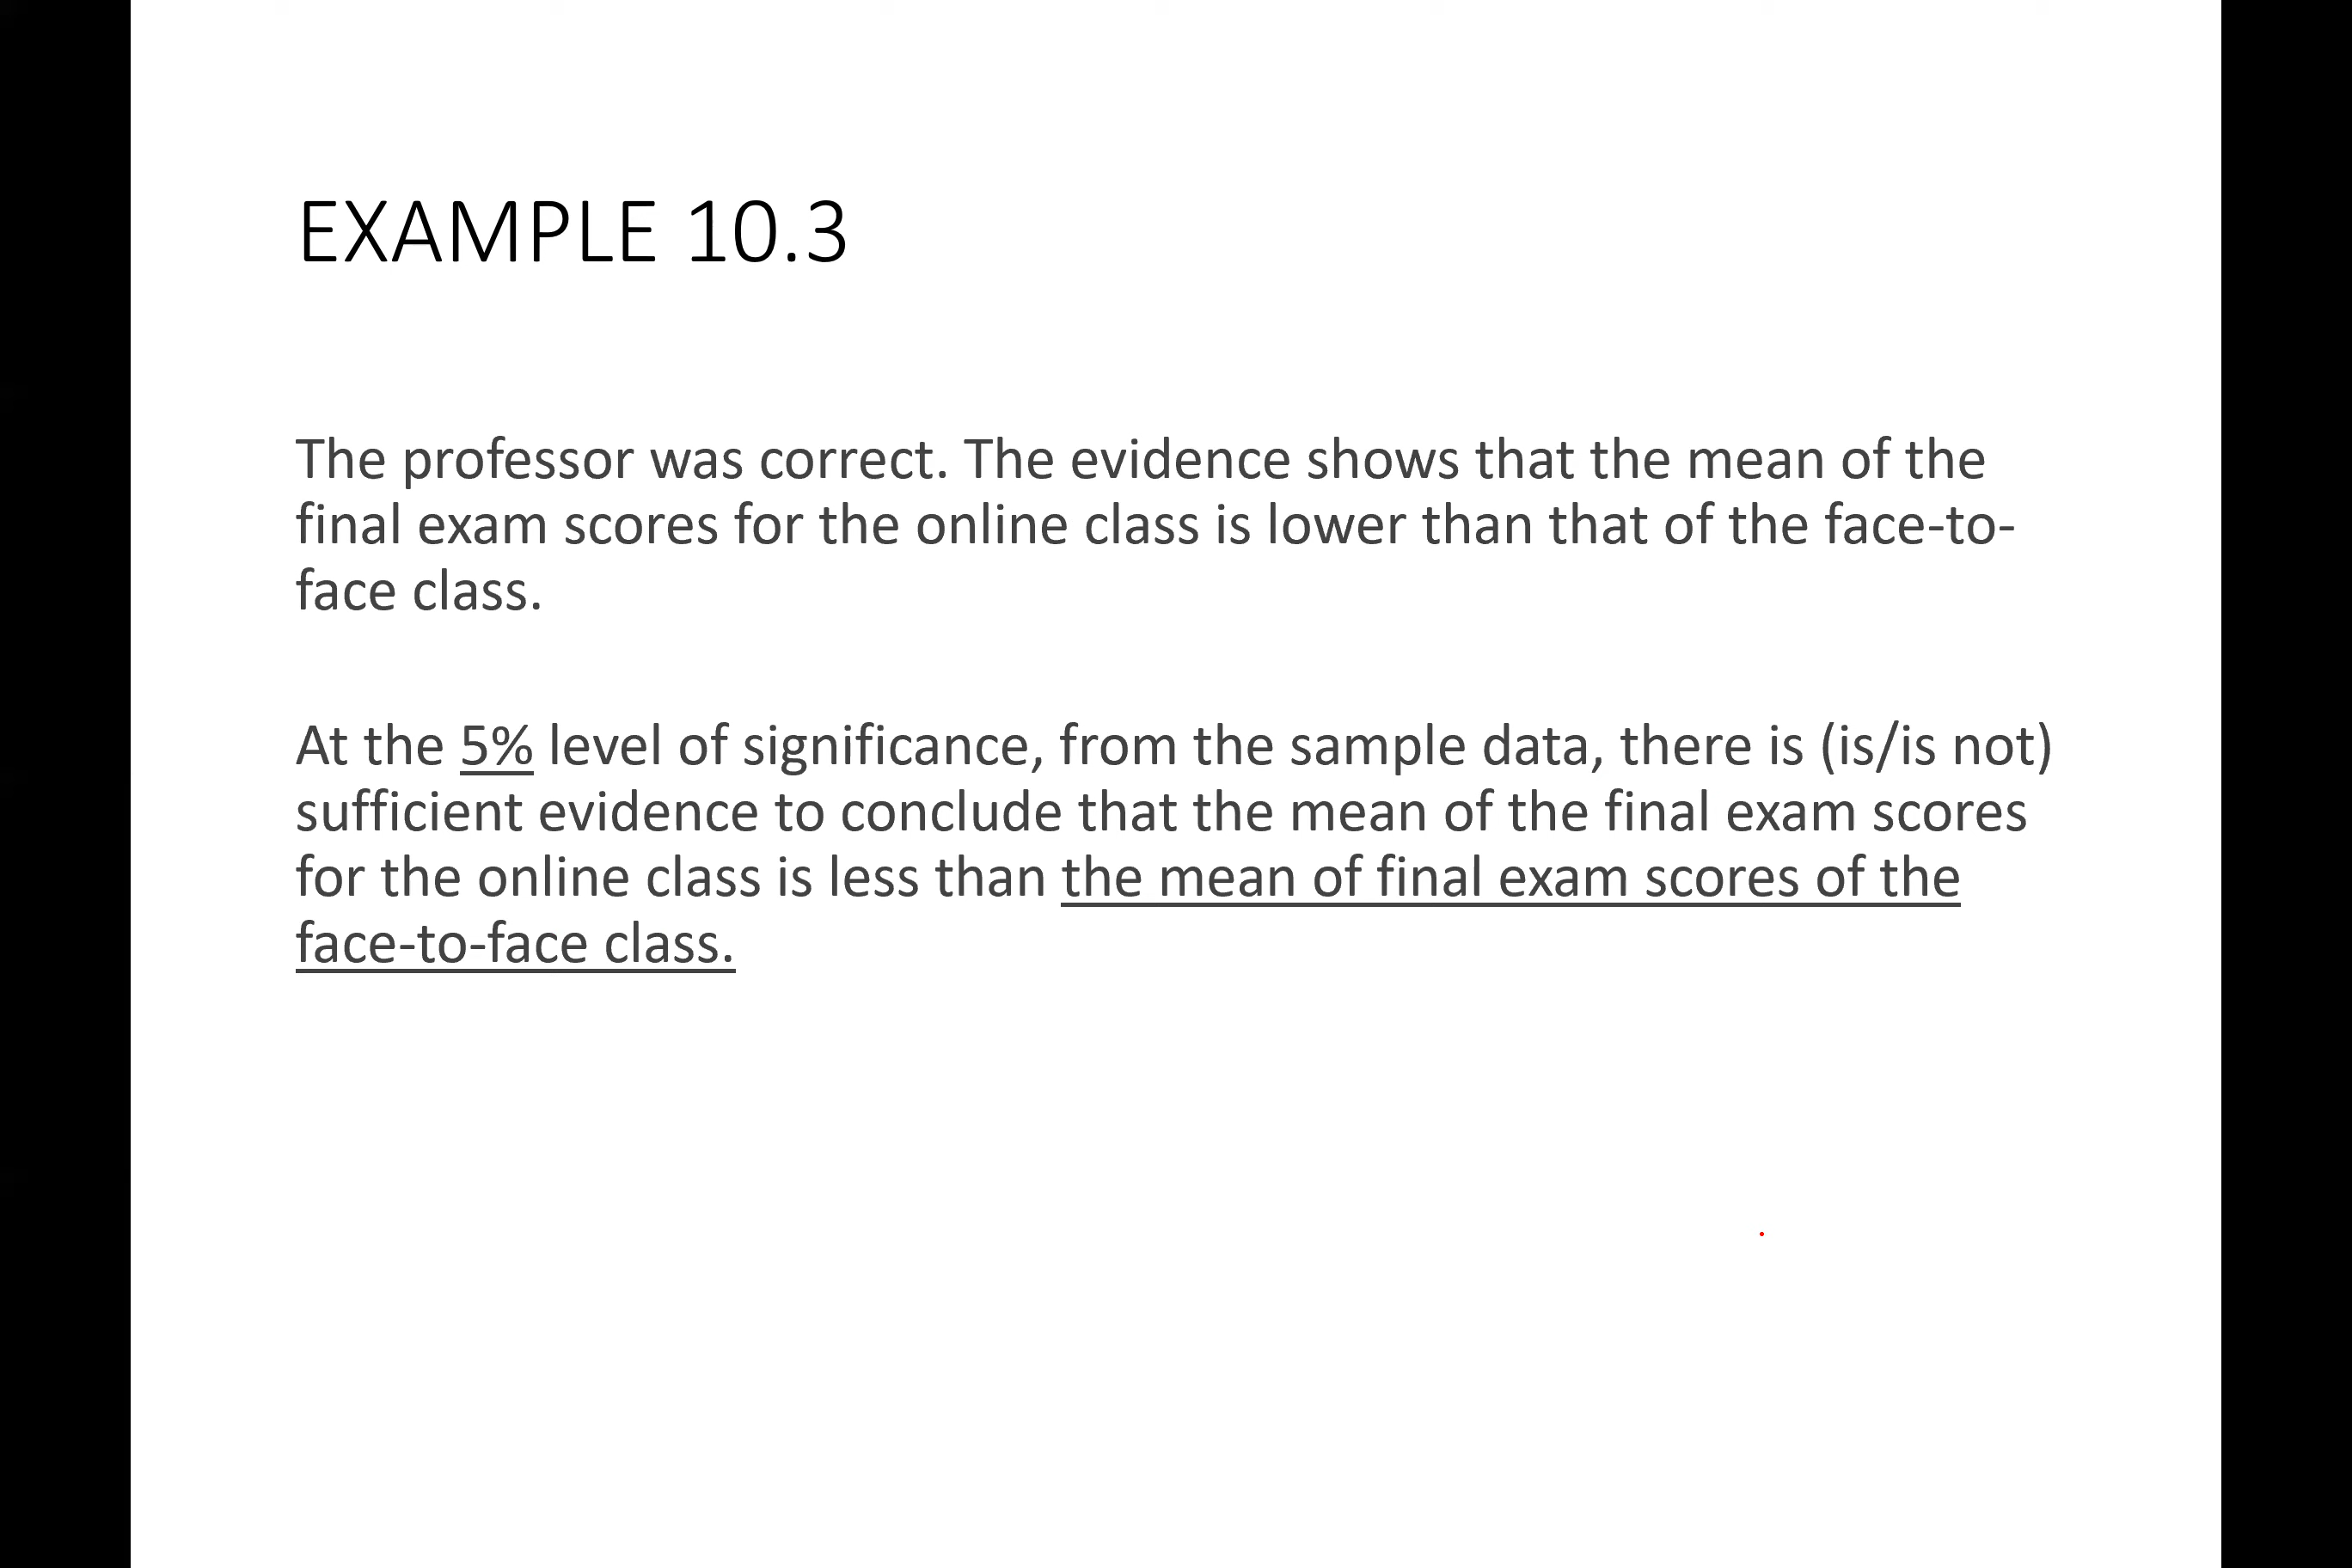 EXAMPLE 10.3
The professor was correct. The evidence shows that the mean of the
final exam scores for the online class is lower than that of the face-to-
face class.
At the 5% level of significance, from the sample data, there is (is/is not)
sufficient evidence to conclude that the mean of the final exam scores
for the online class is less than the mean of final exam scores of the
face-to-face class.